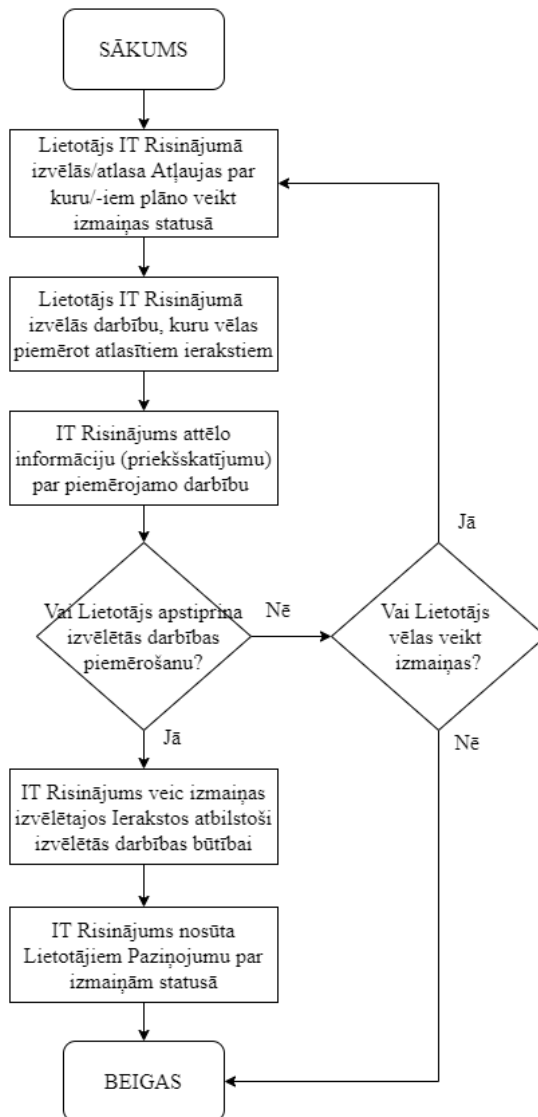 SĀKUMS
Lietotājs IT Risinājumā
izvēlās/atlasa Atļaujas par
kuru/-iem plāno veikt
izmaiņas statusā
Lietotājs IT Risinājumā
izvēlās darbību, kuru vēlas
piemērot atlasītiem ierakstiem
IT Risinājums attēlo
informāciju (priekšskatījumu)
par piemērojamo darbību
Vai Lietotājs apstiprina
izvēlētās darbības
piemērošanu?
Nē
Vai Lietotājs
vēlas veikt
izmaiņas?
Jā
Nē
Jā
IT Risinājums veic izmaiņas
izvēlētajos Ierakstos atbilstoši
izvēlētās darbības būtībai
IT Risinājums nosūta
Lietotājiem Paziņojumu par
izmaiņām statusā
BEIGAS